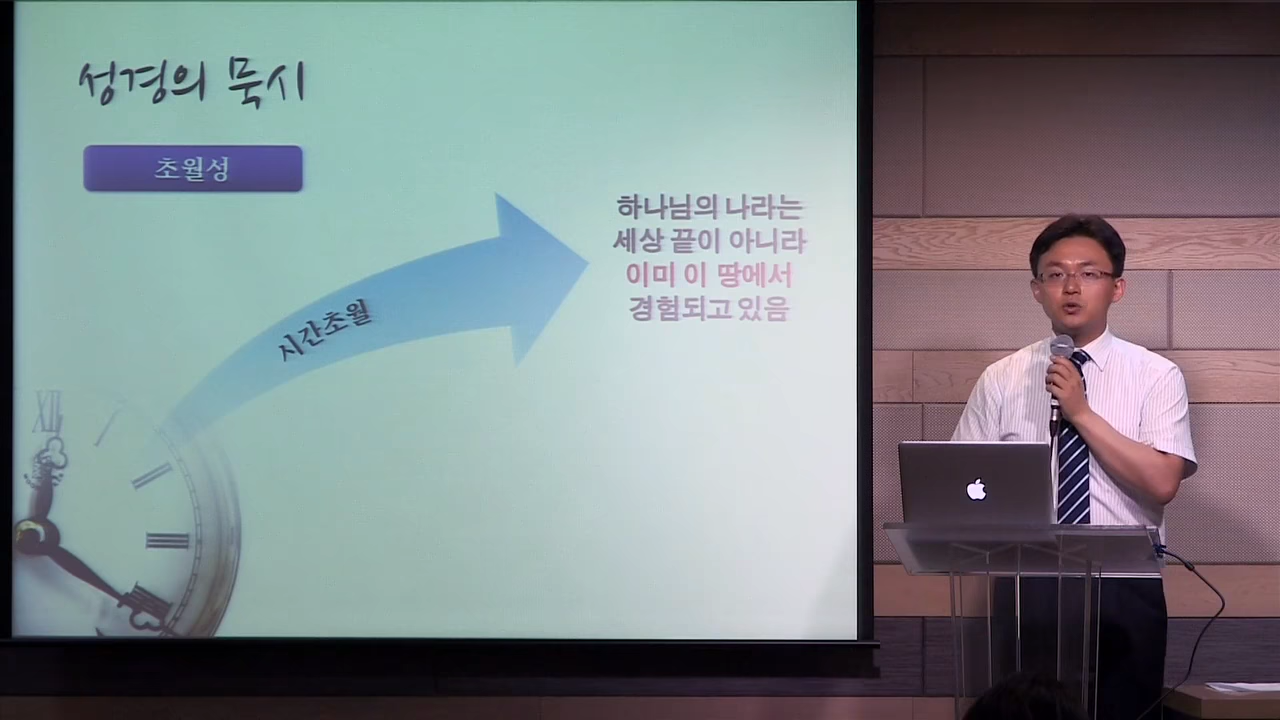 성경의 묵시
초월성
시간초월
하나님의 나라는
세상 끝이 아니라
이미 이 땅에서
경험되고 있음
XII
III